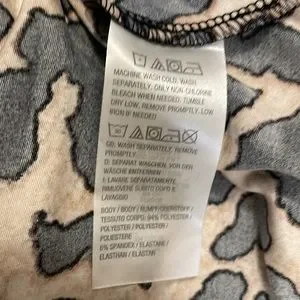 MACHINE WASH COLD, WASH
SEPARATELY. ONLY NON-CHLORINE
BLEACH WHEN NEEDED. TUMBLE
DRY LOW. REMOVE PROMPTLY. LOW
IRON IF NEEDED
GB. WASH SEPARATELY. REMOVE
PROMPTLY.
D. SEPARAT WASCHEN. VOR DEM
WÄSCHE ENTFERNEN
I. LAVARE SEPARATAMENTE.
RIMUOVERE SUBITO DOPO IL
LAVAGGIO
BODY / BODY / RUMPF/OBERSTOFF /
TESSUTO CORPO: 94% POLYESTER /
POLYESTER / POLYESTER /
POLIESTERE
6% SPANDEX / ELASTANE /
ELASTHAN / ELASTAN